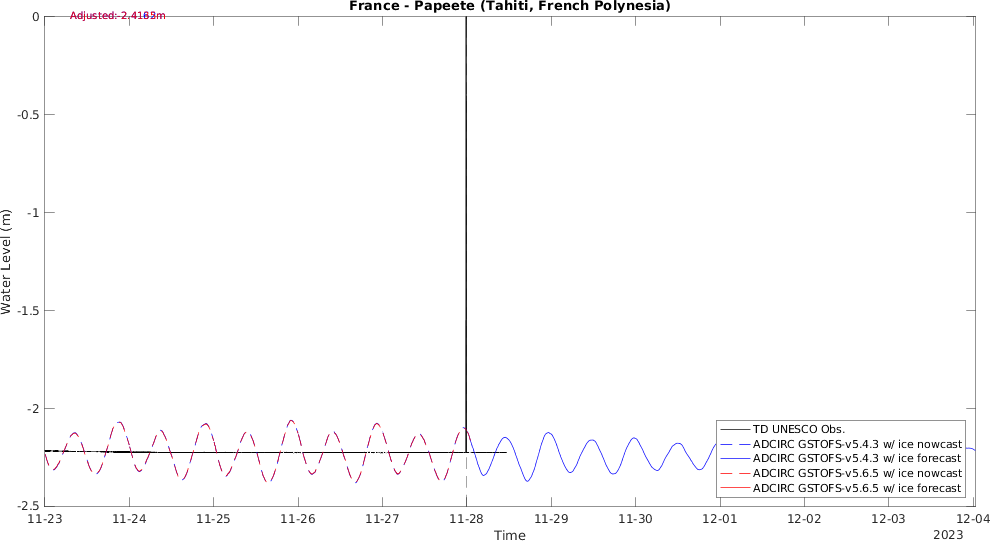 France - Papeete (Tahiti, French Polynesia)
Adjusted:
0
-0.5
-1
-1.5
-2
-2.5
Water Level (m)
11-23 11-24 11-25 11-26 11-27 11-28 11-29 11-30 12-01 12-02 12-03 12-04
Time
2023
TD UNESCO Obs.
ADCIRC GSTOFS-v5.4.3 w/ ice nowcast
ADCIRC GSTOFS-v5.4.3 w/ ice forecast
ADCIRC GSTOFS-v5.6.5 w/ ice nowcast
ADCIRC GSTOFS-v5.6.5 w/ ice forecast